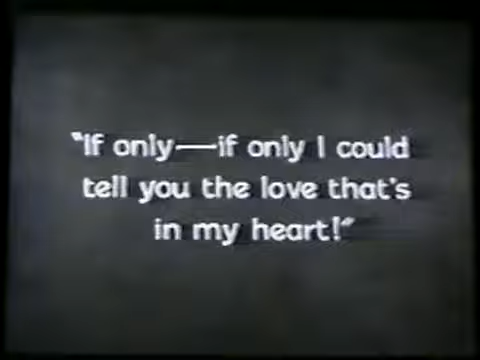 "If only—if only I could
tell you the love that's
in my heart!"